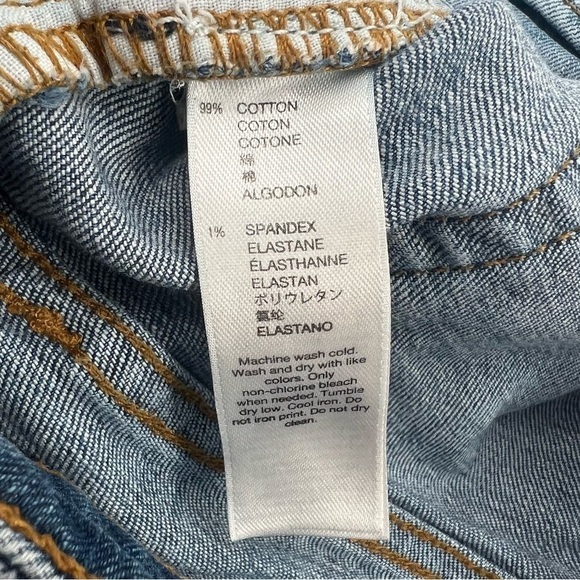 99% COTTON
COTON
COTONE
綿
棉
ALGODON
1% SPANDEX
ELASTANE
ÉLASTHANNE
ELASTAN
ポリウレタン
氨纶
ELASTANO
Machine wash cold.
Wash and dry with like
colors. Only
non-chlorine bleach
when needed. Tumble
dry low. Cool iron. Do
not iron print. Do not dry
clean.